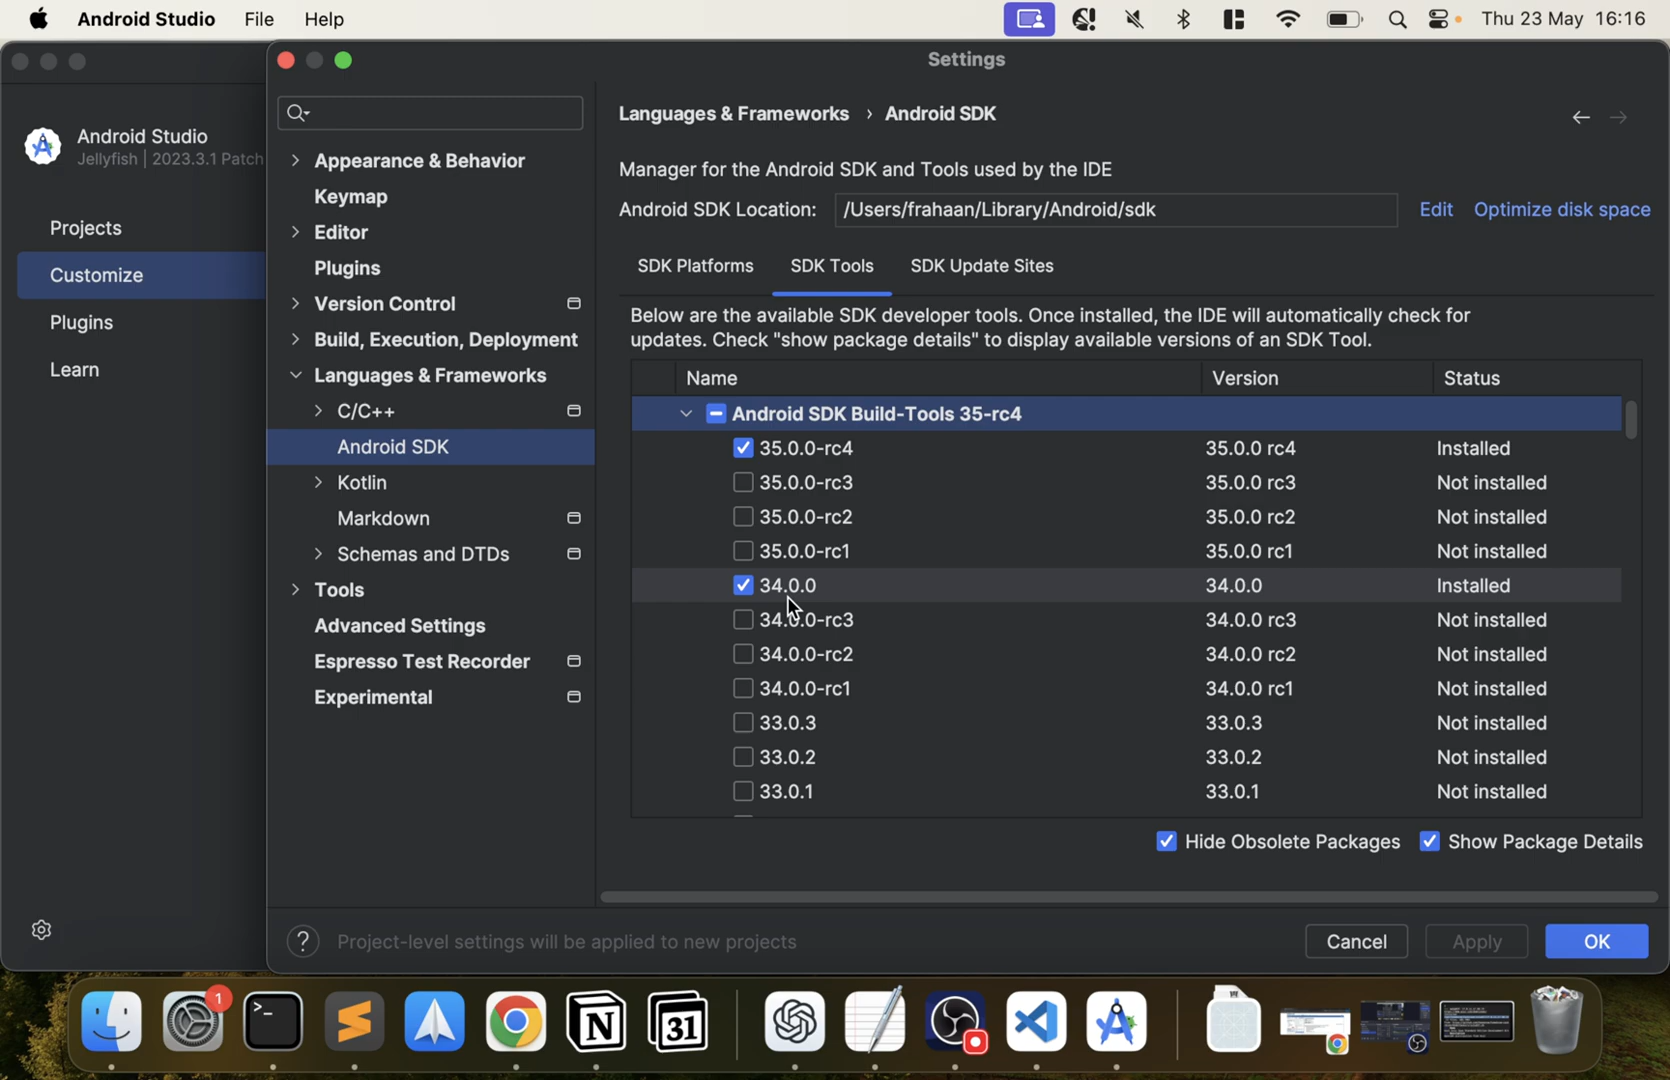 Android Studio File Help
Thu 23 May 16:16
Settings
Android Studio
Jellyfish | 2023.3.1 Patch
Projects
Customize
Plugins
Learn
Appearance & Behavior
Keymap
Editor
Plugins
Version Control
Build, Execution, Deployment
Languages & Frameworks
C/C++
Android SDK
Kotlin
Markdown
Schemas and DTDs
Tools
Advanced Settings
Espresso Test Recorder
Experimental
Languages & Frameworks › Android SDK
Manager for the Android SDK and Tools used by the IDE
Android SDK Location: /Users/frahaan/Library/Android/sdk Edit Optimize disk space
SDK Platforms SDK Tools SDK Update Sites
Below are the available SDK developer tools. Once installed, the IDE will automatically check for
updates. Check "show package details" to display available versions of an SDK Tool.
Name Version Status
Android SDK Build-Tools 35-rc4
35.0.0-rc4 35.0.0 rc4 Installed
35.0.0-rc3 35.0.0 rc3 Not installed
35.0.0-rc2 35.0.0 rc2 Not installed
35.0.0-rc1 35.0.0 rc1 Not installed
34.0.0 34.0.0 Installed
34.0.0-rc3 34.0.0 rc3 Not installed
34.0.0-rc2 34.0.0 rc2 Not installed
34.0.0-rc1 34.0.0 rc1 Not installed
33.0.3 33.0.3 Not installed
33.0.2 33.0.2 Not installed
33.0.1 33.0.1 Not installed
Hide Obsolete Packages Show Package Details
? Project-level settings will be applied to new projects
Cancel Apply OK
1
31